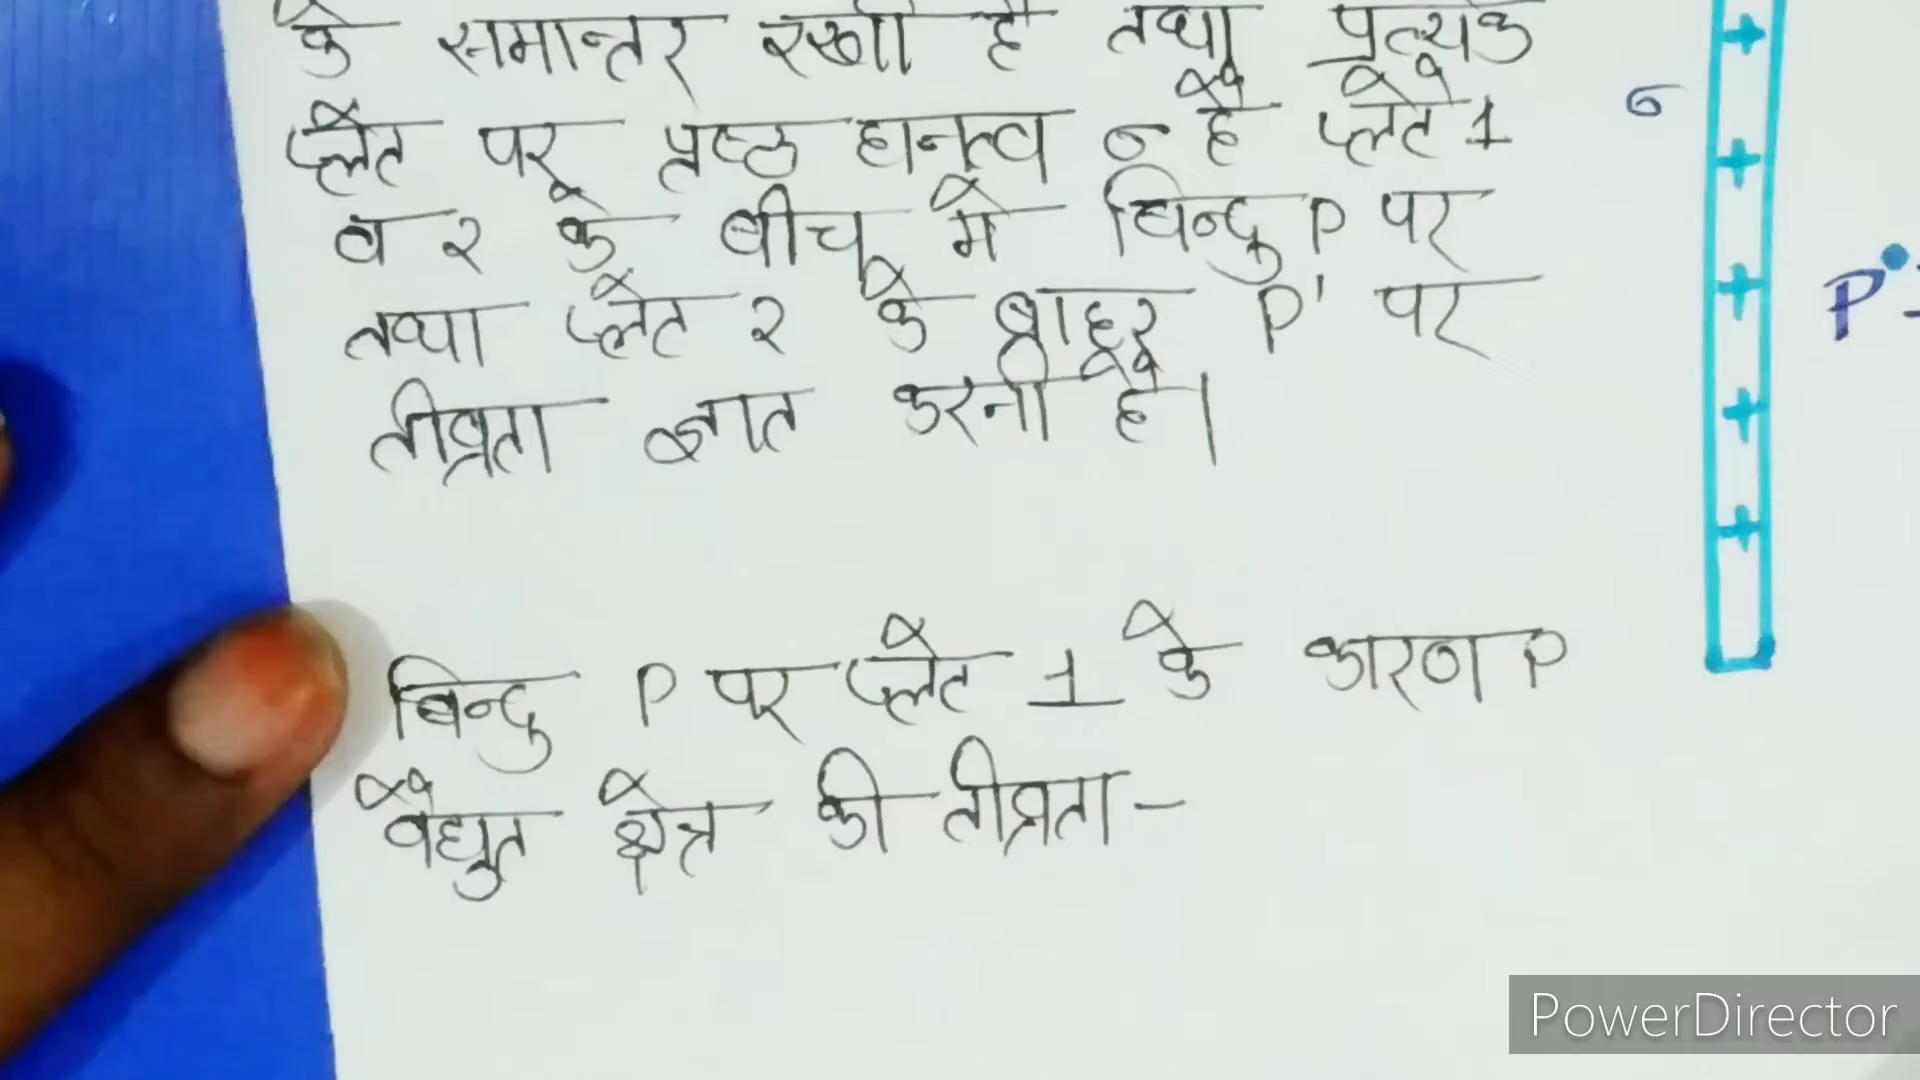 के समान्तर रखी है तथा प्रत्येक
प्लेट पर पृष्ठ घनत्व σ है प्लेट 1
व 2 के बीच में बिन्दु P पर
तथा प्लेट 2 के बाहर P' पर
तीव्रता ज्ञात करनी है।
बिन्दु P पर प्लेट 1 के कारण P
वैद्युत क्षेत्र की तीव्रता-
σ
+
+
+
+
+
P
PowerDirector